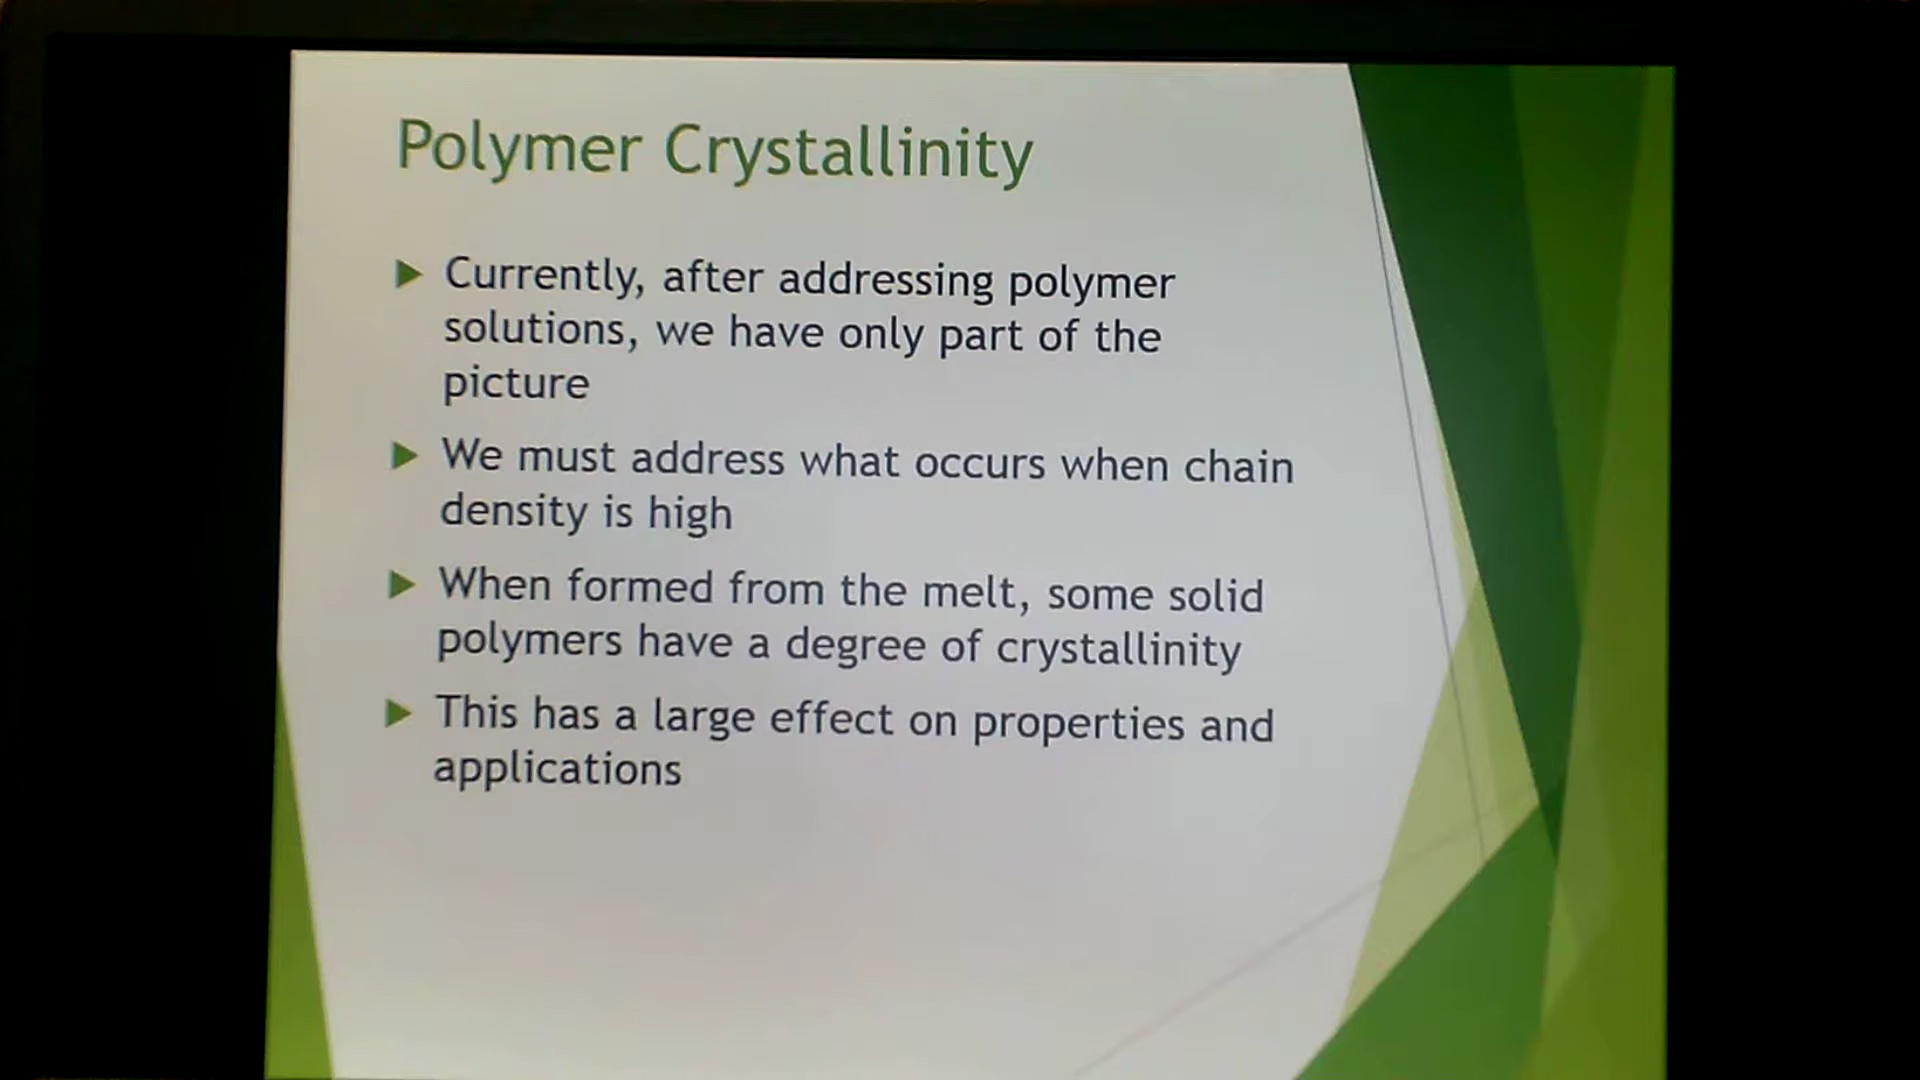 Polymer Crystallinity
Currently, after addressing polymer
solutions, we have only part of the
picture
We must address what occurs when chain
density is high
When formed from the melt, some solid
polymers have a degree of crystallinity
This has a large effect on properties and
applications